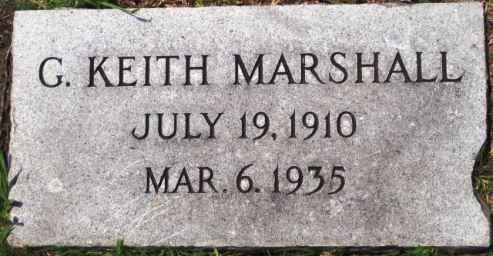 G. KEITH MARSHALL
JULY 19, 1910
MAR. 6. 1935